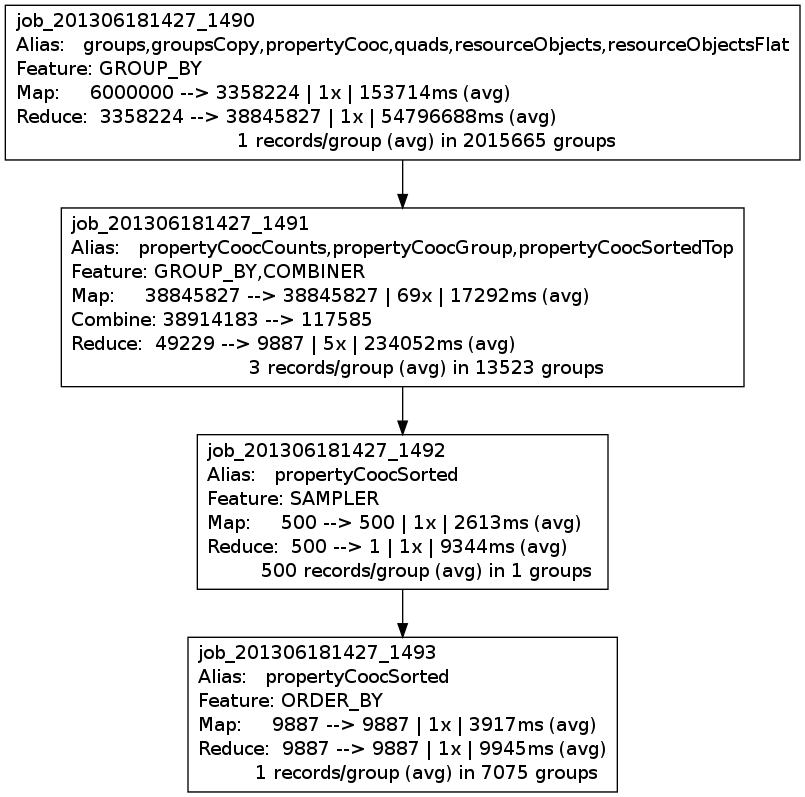 job_201306181427_1490
Alias: groups,groupsCopy,propertyCooc,quads,resourceObjects,resourceObjectsFlat
Feature: GROUP_BY
Map: 6000000 --> 3358224 | 1x | 153714ms (avg)
Reduce: 3358224 --> 38845827 | 1x | 54796688ms (avg)
1 records/group (avg) in 2015665 groups
job_201306181427_1491
Alias: propertyCoocCounts,propertyCoocGroup,propertyCoocSortedTop
Feature: GROUP_BY,COMBINER
Map: 38845827 --> 38845827 | 69x | 17292ms (avg)
Combine: 38914183 --> 117585
Reduce: 49229 --> 9887 | 5x | 234052ms (avg)
3 records/group (avg) in 13523 groups
job_201306181427_1492
Alias: propertyCoocSorted
Feature: SAMPLER
Map: 500 --> 500 | 1x | 2613ms (avg)
Reduce: 500 --> 1 | 1x | 9344ms (avg)
500 records/group (avg) in 1 groups
job_201306181427_1493
Alias: propertyCoocSorted
Feature: ORDER_BY
Map: 9887 --> 9887 | 1x | 3917ms (avg)
Reduce: 9887 --> 9887 | 1x | 9945ms (avg)
1 records/group (avg) in 7075 groups